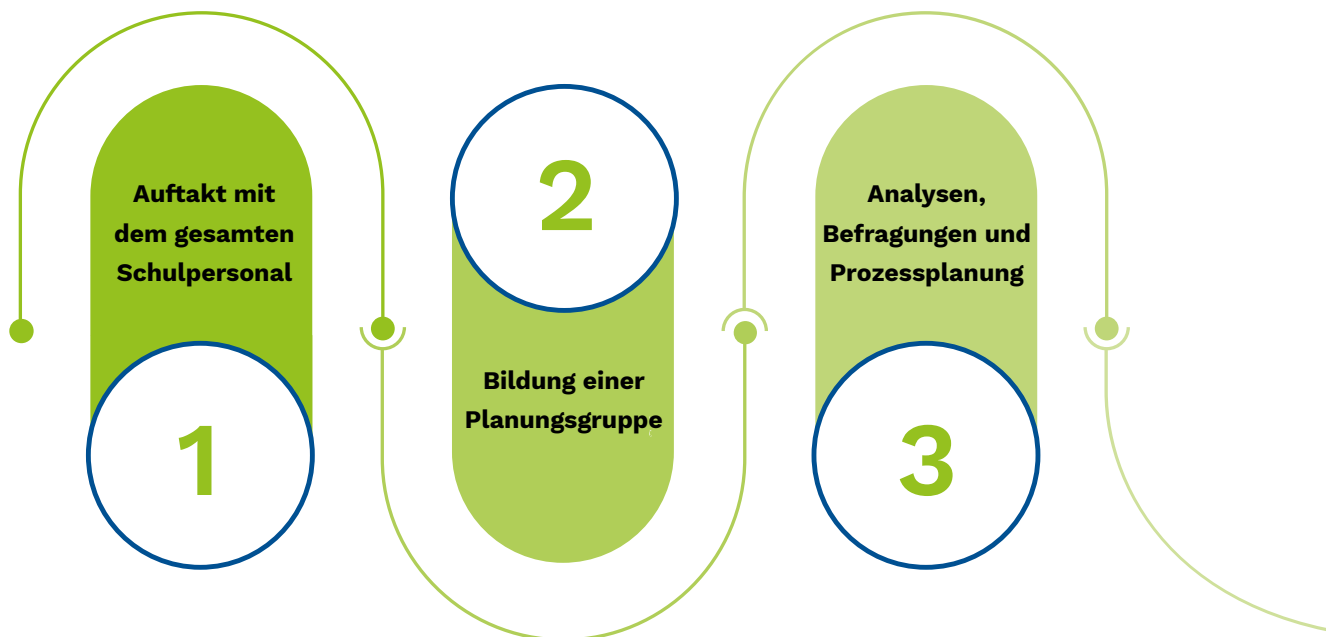 Auftakt mit
dem gesamten
Schulpersonal
1
2
Bildung einer
Planungsgruppe
Analysen,
Befragungen und
Prozessplanung
3